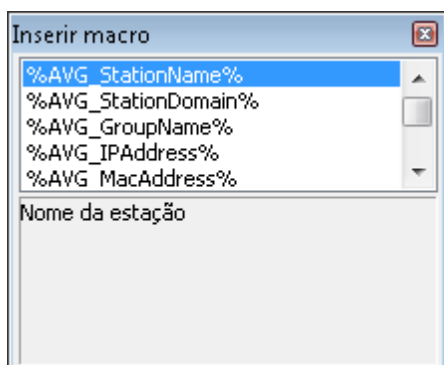 Inserir macro
%AVG_StationName%
%AVG_StationDomain%
%AVG_GroupName%
%AVG_IPAddress%
%AVG_MacAddress%
Nome da estação